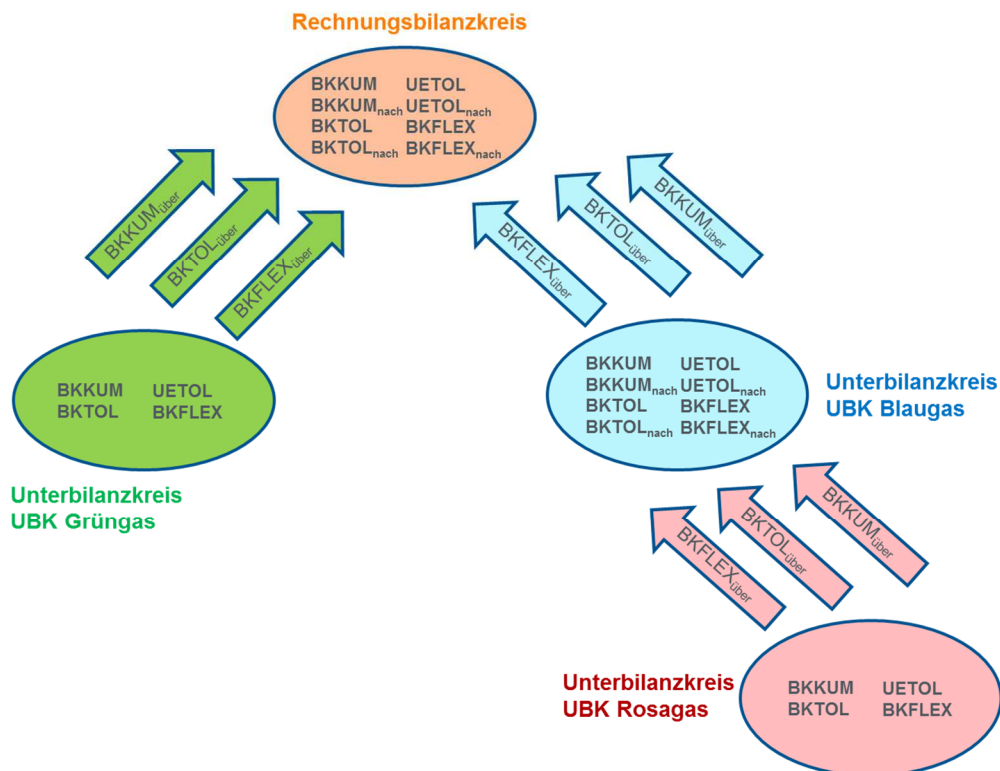 Rechnungsbilanzkreis
BKKUM UETOL
BKKUMnach UETOLnach
BKTOL BKFLEX
BKTOLnach BKFLEXnach
BKKUMüber
BKTOLüber
BKFLEXüber
BKFLEXüber
BKTOLüber
BKKUMüber
BKKUM UETOL
BKTOL BKFLEX
Unterbilanzkreis
UBK Grüngas
BKKUM UETOL
BKKUMnach UETOLnach
BKTOL BKFLEX
BKTOLnach BKFLEXnach
Unterbilanzkreis
UBK Blaugas
BKFLEXüber
BKTOLüber
BKKUMüber
Unterbilanzkreis
UBK Rosagas
BKKUM UETOL
BKTOL BKFLEX